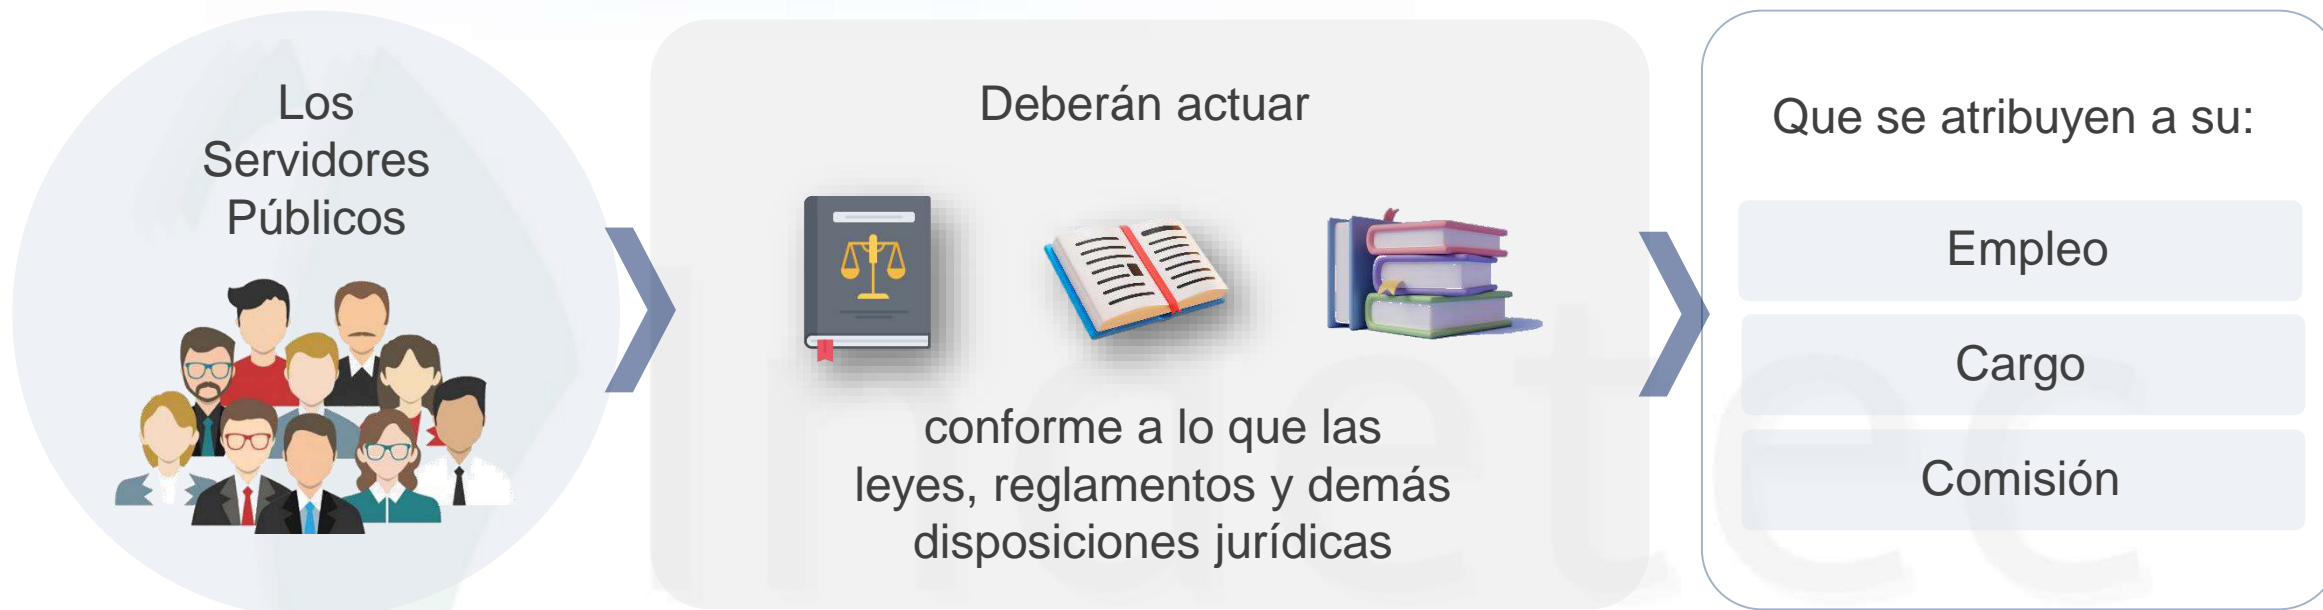 Los
Servidores
Públicos
Deberán actuar
conforme a lo que las
leyes, reglamentos y demás
disposiciones jurídicas
Que se atribuyen a su:
Empleo
Cargo
Comisión
Indetec